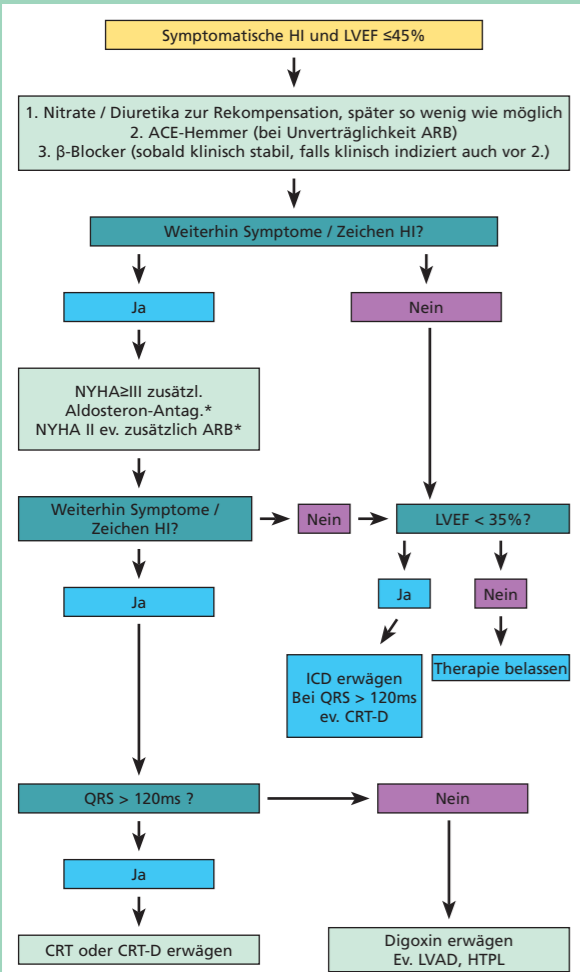 Symptomatische HI und LVEF ≤45%
1. Nitrate / Diuretika zur Rekompensation, später so wenig wie möglich
2. ACE-Hemmer (bei Unverträglichkeit ARB)
3. β-Blocker (sobald klinisch stabil, falls klinisch indiziert auch vor 2.)
Weiterhin Symptome / Zeichen HI?
Ja
Nein
NYHA≥III zusätzl.
Aldosteron-Antag.*
NYHA II ev. zusätzlich ARB*
Weiterhin Symptome /
Zeichen HI?
Nein
LVEF < 35%?
Ja
Ja
Nein
ICD erwägen
Bei QRS > 120ms
ev. CRT-D
Therapie belassen
QRS > 120ms ?
Nein
Ja
CRT oder CRT-D erwägen
Digoxin erwägen
Ev. LVAD, HTPL